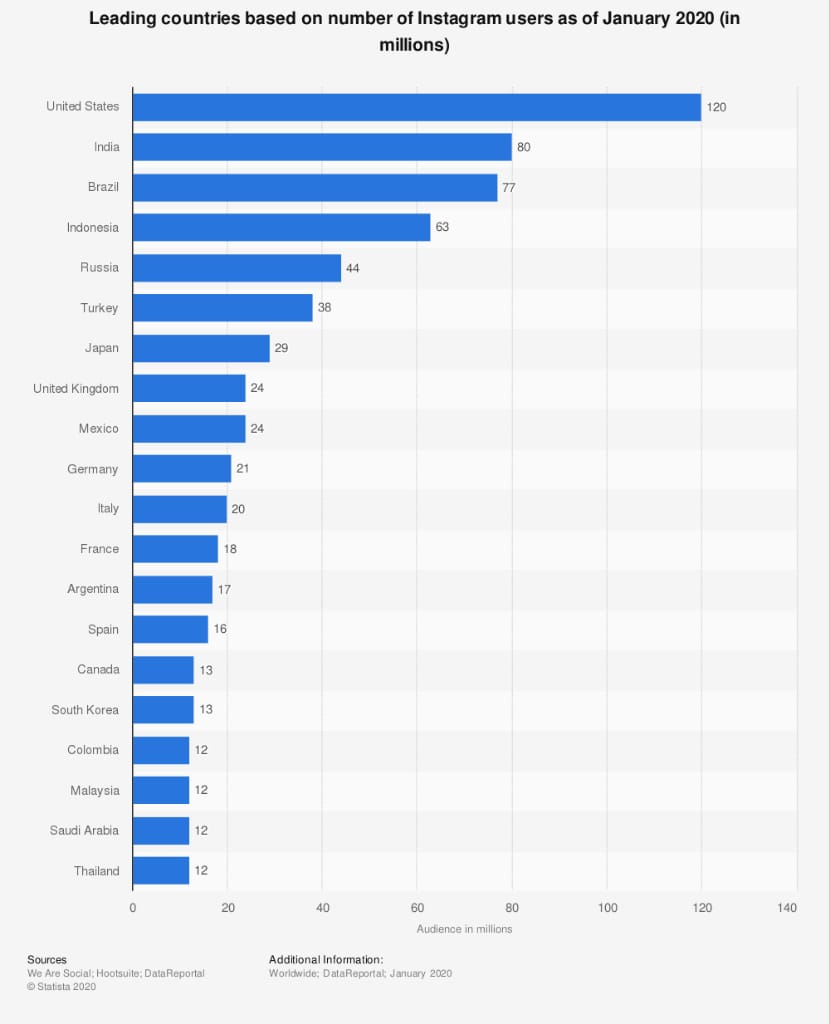 Leading countries based on number of Instagram users as of January 2020 (in
millions)
United States 120
India 80
Brazil 77
Indonesia 63
Russia 44
Turkey 38
Japan 29
United Kingdom 24
Mexico 24
Germany 21
Italy 20
France 18
Argentina 17
Spain 16
Canada 13
South Korea 13
Colombia 12
Malaysia 12
Saudi Arabia 12
Thailand 12
0 20 40 60 80 100 120 140
Audience in millions
Sources
We Are Social; Hootsuite; DataReportal
© Statista 2020
Additional Information:
Worldwide; DataReportal; January 2020